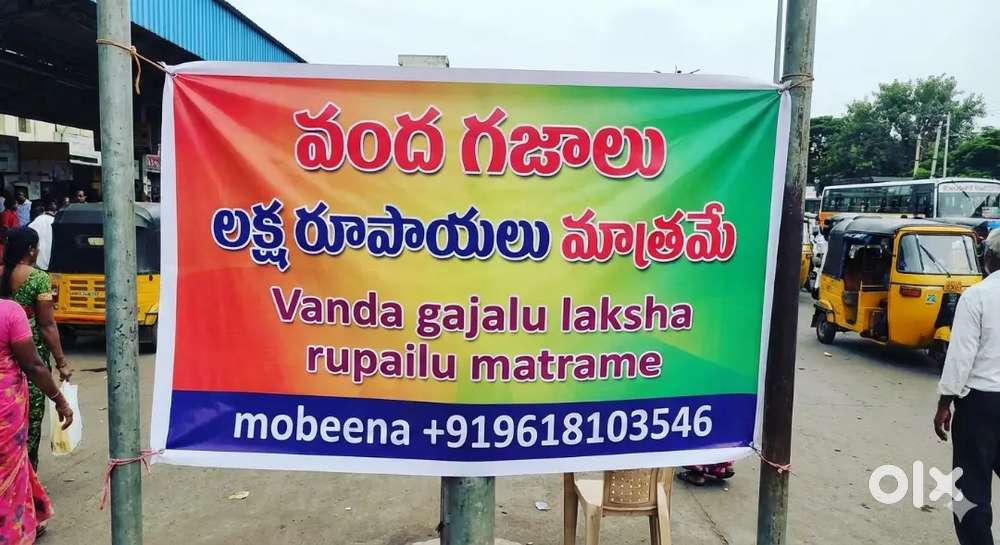 వంద గజాలు
లక్ష రూపాయలు మాత్రమే
Vanda gajalu laksha
rupailu matrame
mobeena +919618103546
olx